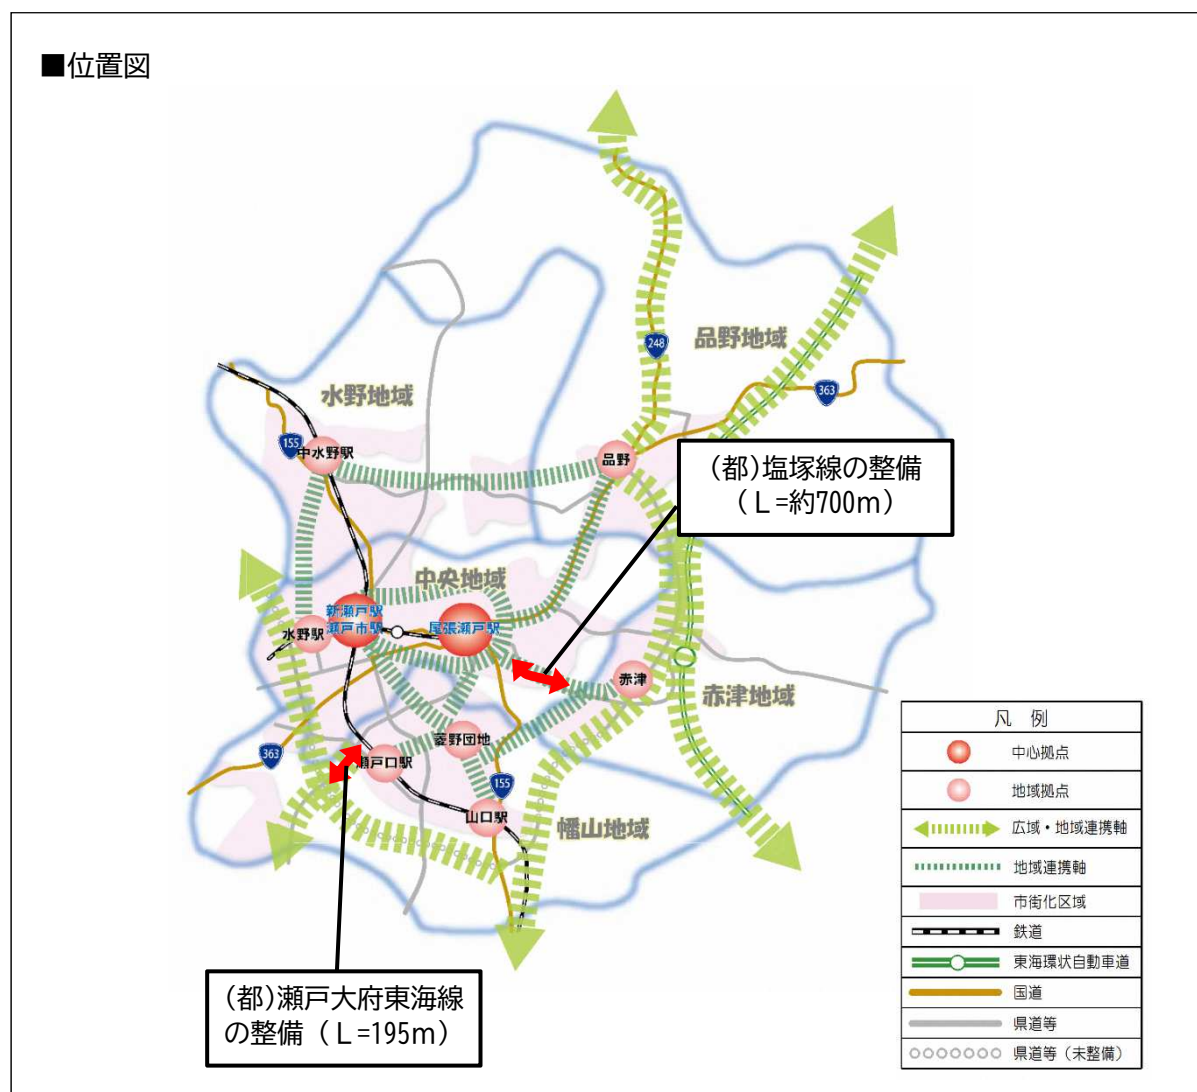 ■位置図
248
品野地域
363
水野地域
155
中水野駅
品野
(都)塩塚線の整備
(L=約700m)
中央地域
新瀬戸駅
瀬戸市駅
尾張瀬戸駅
水野駅
赤津
赤津地域
菱野団地
363
瀬戸口駅
155
山口駅
幡山地域
(都)瀬戸大府東海線
の整備(L=195m)
凡 例
中心拠点
地域拠点
広域・地域連携軸
地域連携軸
市街化区域
鉄道
東海環状自動車道
国道
県道等
県道等(未整備)